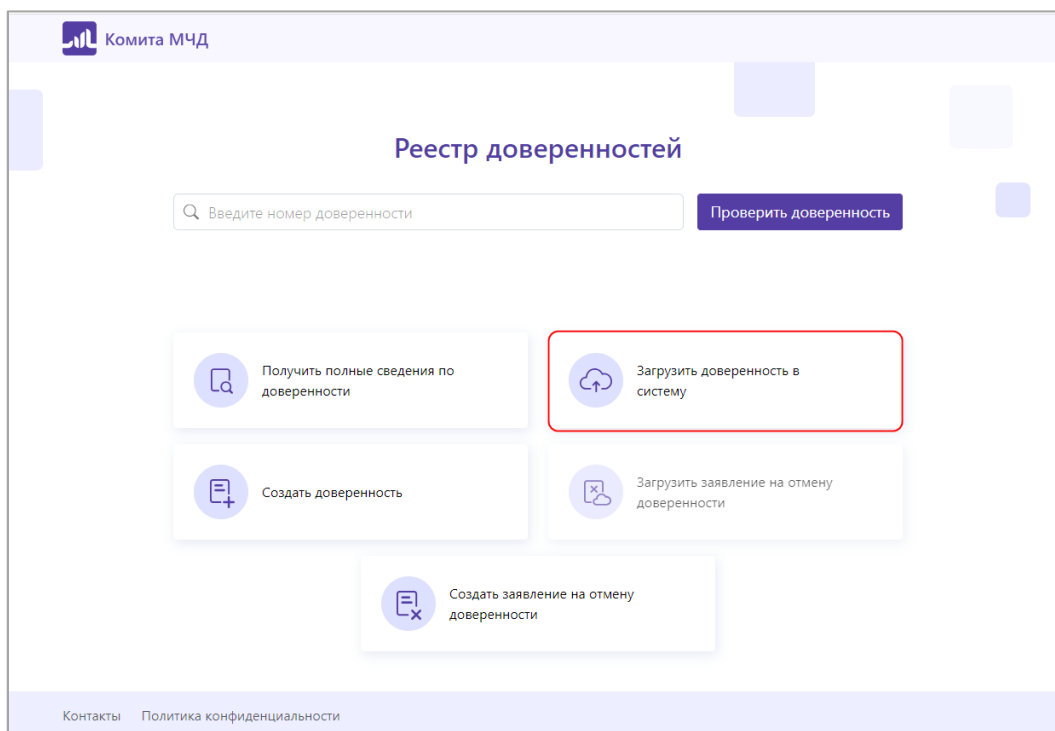 Комита МЧД
Реестр доверенностей
Введите номер доверенности
Проверить доверенность
Получить полные сведения по
доверенности
Загрузить доверенность в
систему
Создать доверенность
Загрузить заявление на отмену
доверенности
Создать заявление на отмену
доверенности
Контакты Политика конфиденциальности